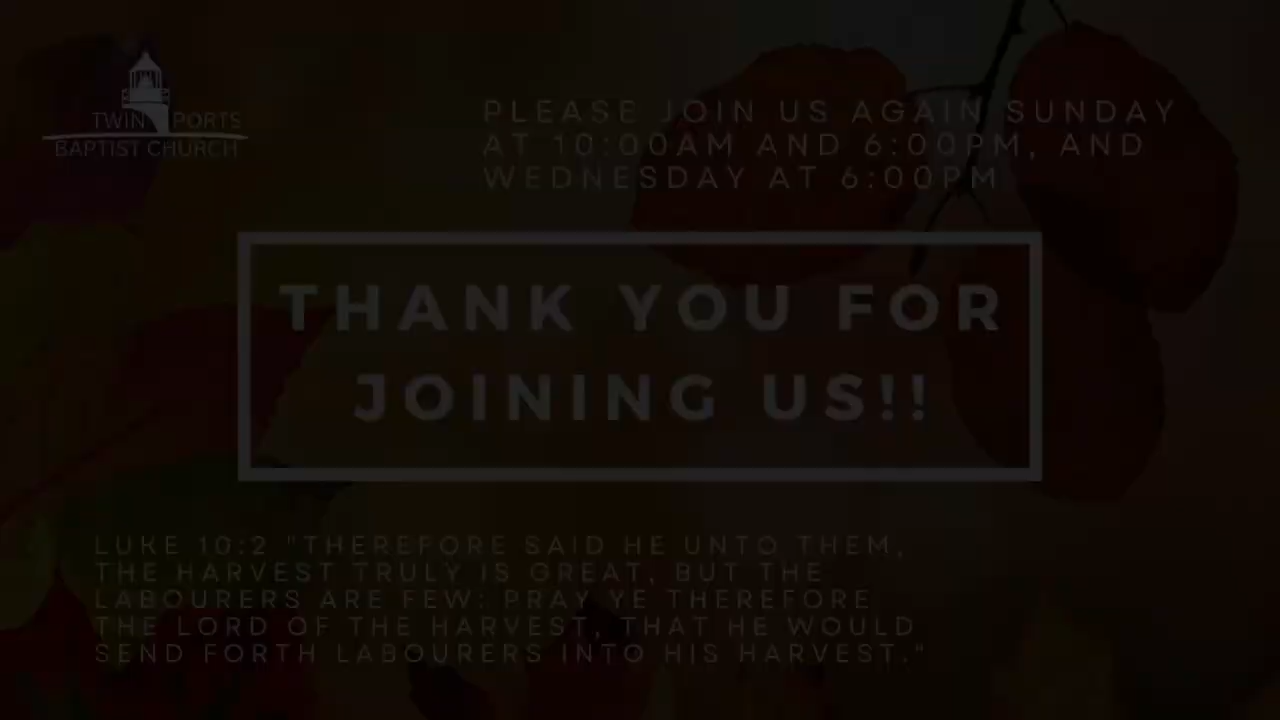 TWIN PORTS
BAPTIST CHURCH
PLEASE JOIN US AGAIN SUNDAY
AT 10:00AM AND 6:00PM, AND
WEDNESDAY AT 6:00PM
THANK YOU FOR
JOINING US!!
LUKE 10:2 "THEREFORE SAID HE UNTO THEM,
THE HARVEST TRULY IS GREAT, BUT THE
LABOURERS ARE FEW: PRAY YE THEREFORE
THE LORD OF THE HARVEST, THAT HE WOULD
SEND FORTH LABOURERS INTO HIS HARVEST."